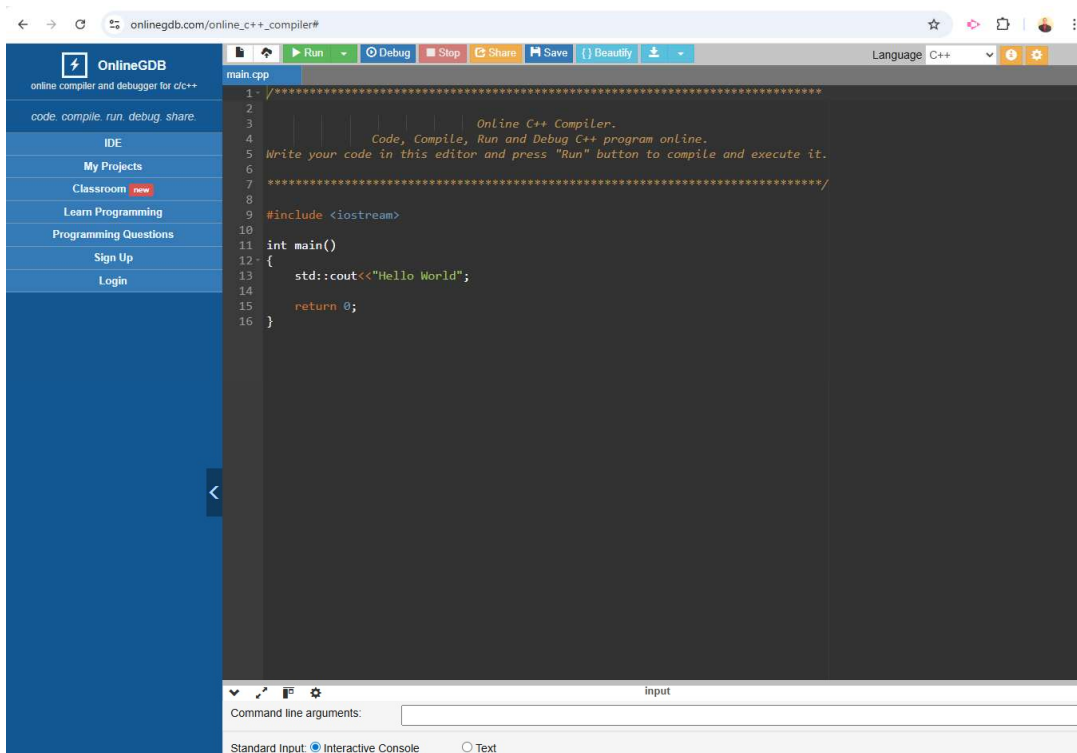 onlinegdb.com/online_c++_compiler#
OnlineGDB
online compiler and debugger for c/c++
code. compile. run. debug. share.
IDE
My Projects
Classroom new
Learn Programming
Programming Questions
Sign Up
Login
Run Debug Stop Share Save {} Beautify Language C++
main.cpp
1 /******************************************************************************
2
3 Online C++ Compiler.
4 Code, Compile, Run and Debug C++ program online.
5 Write your code in this editor and press "Run" button to compile and execute it.
6
7 *******************************************************************************/
8
9 #include <iostream>
10
11 int main()
12 {
13 std::cout<<"Hello World";
14
15 return 0;
16 }
input
Command line arguments:
Standard Input: Interactive Console Text